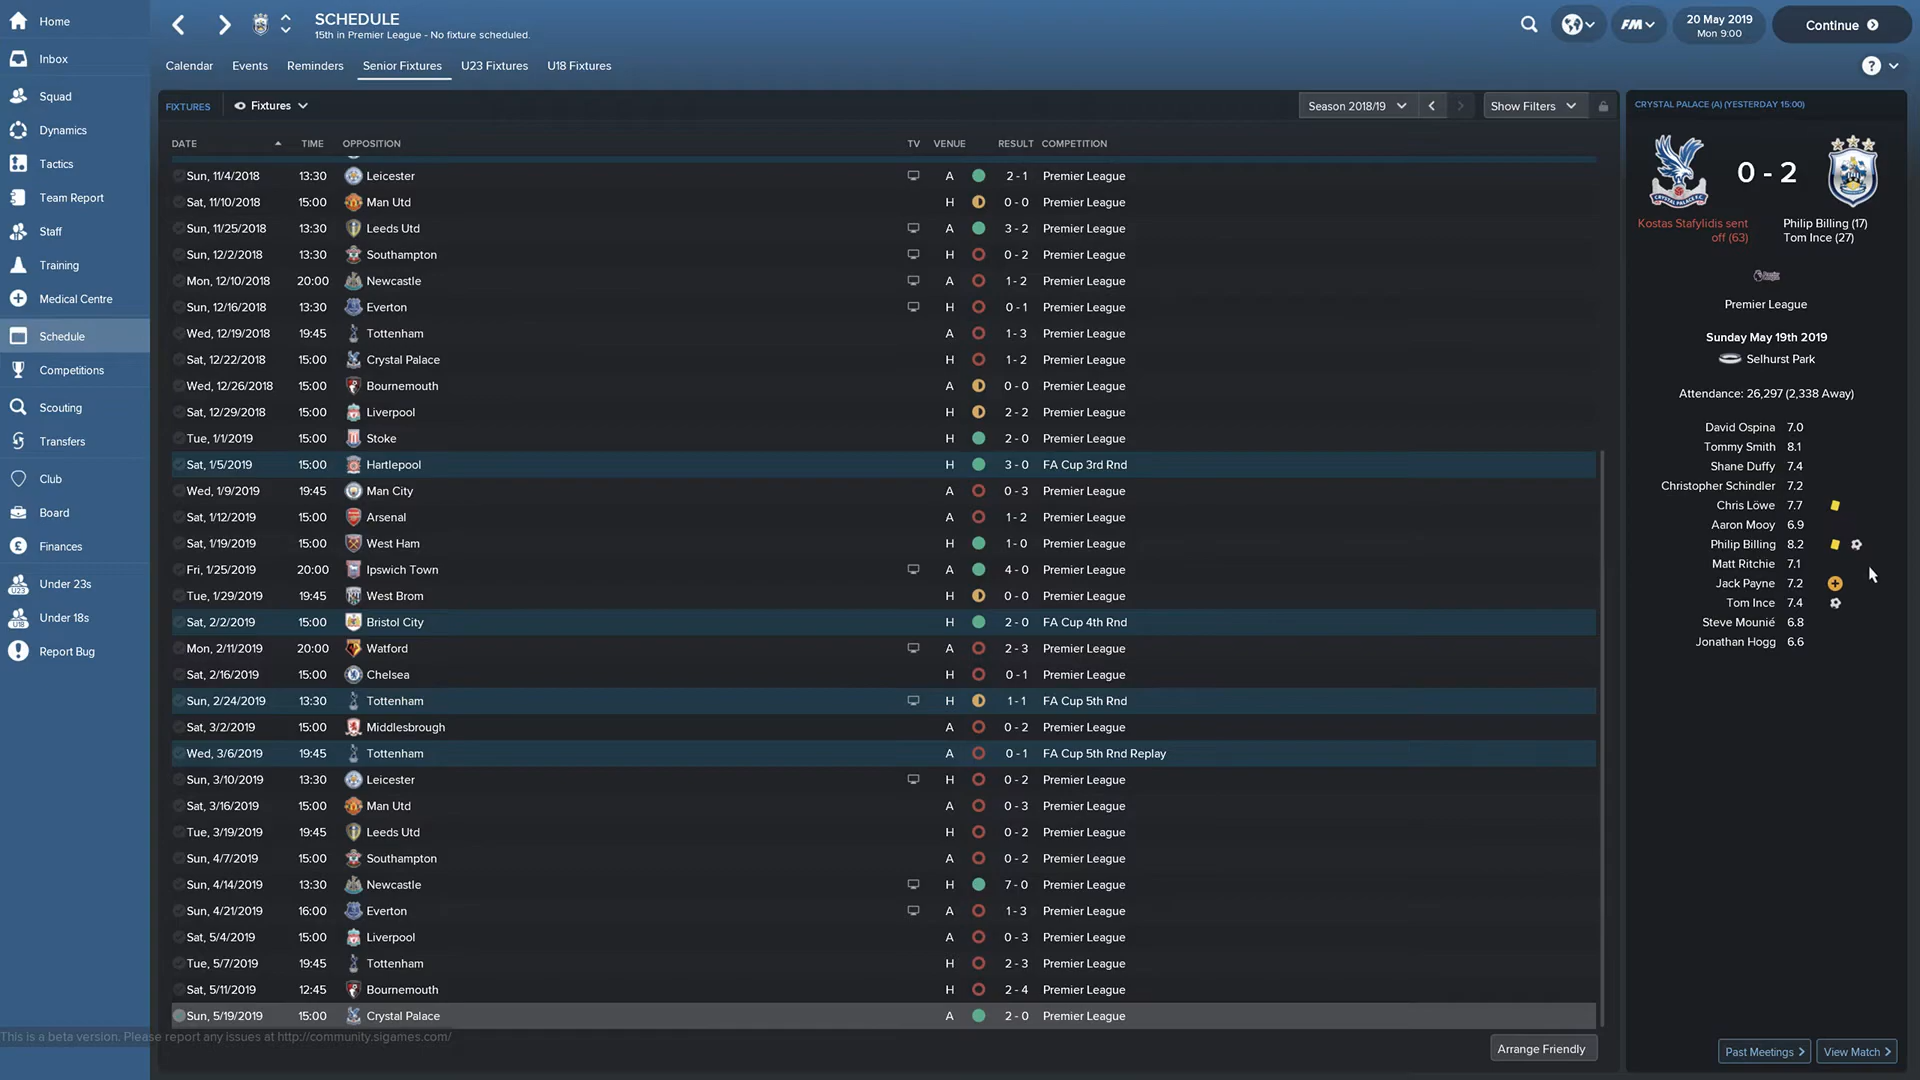 Home
Inbox
Squad
Dynamics
Tactics
Team Report
Staff
Training
Medical Centre
Schedule
Competitions
Scouting
Transfers
Club
Board
Finances
Under 23s
Under 18s
Report Bug
SCHEDULE
15th in Premier League - No fixture scheduled.
FM
20 May 2019
Mon 9:00
Continue
Calendar Events Reminders Senior Fixtures U23 Fixtures U18 Fixtures
?
FIXTURES Fixtures Season 2018/19 Show Filters
DATE TIME OPPOSITION TV VENUE RESULT COMPETITION
Sun, 11/4/2018 13:30 Leicester A 2 - 1 Premier League
Sat, 11/10/2018 15:00 Man Utd H 0 - 0 Premier League
Sun, 11/25/2018 13:30 Leeds Utd A 3 - 2 Premier League
Sun, 12/2/2018 13:30 Southampton H 0 - 2 Premier League
Mon, 12/10/2018 20:00 Newcastle A 1 - 2 Premier League
Sun, 12/16/2018 13:30 Everton H 0 - 1 Premier League
Wed, 12/19/2018 19:45 Tottenham A 1 - 3 Premier League
Sat, 12/22/2018 15:00 Crystal Palace H 1 - 2 Premier League
Wed, 12/26/2018 15:00 Bournemouth A 0 - 0 Premier League
Sat, 12/29/2018 15:00 Liverpool H 2 - 2 Premier League
Tue, 1/1/2019 15:00 Stoke H 2 - 0 Premier League
Sat, 1/5/2019 15:00 Hartlepool H 3 - 0 FA Cup 3rd Rnd
Wed, 1/9/2019 19:45 Man City A 0 - 3 Premier League
Sat, 1/12/2019 15:00 Arsenal A 1 - 2 Premier League
Sat, 1/19/2019 15:00 West Ham H 1 - 0 Premier League
Fri, 1/25/2019 20:00 Ipswich Town A 4 - 0 Premier League
Tue, 1/29/2019 19:45 West Brom H 0 - 0 Premier League
Sat, 2/2/2019 15:00 Bristol City H 2 - 0 FA Cup 4th Rnd
Mon, 2/11/2019 20:00 Watford A 2 - 3 Premier League
Sat, 2/16/2019 15:00 Chelsea H 0 - 1 Premier League
Sun, 2/24/2019 13:30 Tottenham H 1 - 1 FA Cup 5th Rnd
Sat, 3/2/2019 15:00 Middlesbrough A 0 - 2 Premier League
Wed, 3/6/2019 19:45 Tottenham A 0 - 1 FA Cup 5th Rnd Replay
Sun, 3/10/2019 13:30 Leicester H 0 - 2 Premier League
Sat, 3/16/2019 15:00 Man Utd A 0 - 3 Premier League
Tue, 3/19/2019 19:45 Leeds Utd H 0 - 2 Premier League
Sun, 4/7/2019 15:00 Southampton A 0 - 2 Premier League
Sun, 4/14/2019 13:30 Newcastle H 7 - 0 Premier League
Sun, 4/21/2019 16:00 Everton A 1 - 3 Premier League
Sat, 5/4/2019 15:00 Liverpool A 0 - 3 Premier League
Tue, 5/7/2019 19:45 Tottenham H 2 - 3 Premier League
Sat, 5/11/2019 12:45 Bournemouth H 2 - 4 Premier League
Sun, 5/19/2019 15:00 Crystal Palace A 2 - 0 Premier League
This is a beta version. Please report any issues at http://community.sigames.com/
Arrange Friendly
CRYSTAL PALACE (A) (YESTERDAY 15:00)
0 - 2
Kostas Stafylidis sent off (63)
Philip Billing (17)
Tom Ince (27)
Premier League
Sunday May 19th 2019
Selhurst Park
Attendance: 26,297 (2,338 Away)
David Ospina 7.0
Tommy Smith 8.1
Shane Duffy 7.4
Christopher Schindler 7.2
Chris Löwe 7.7
Aaron Mooy 6.9
Philip Billing 8.2
Matt Ritchie 7.1
Jack Payne 7.2
Tom Ince 7.4
Steve Mounié 6.8
Jonathan Hogg 6.6
Past Meetings View Match